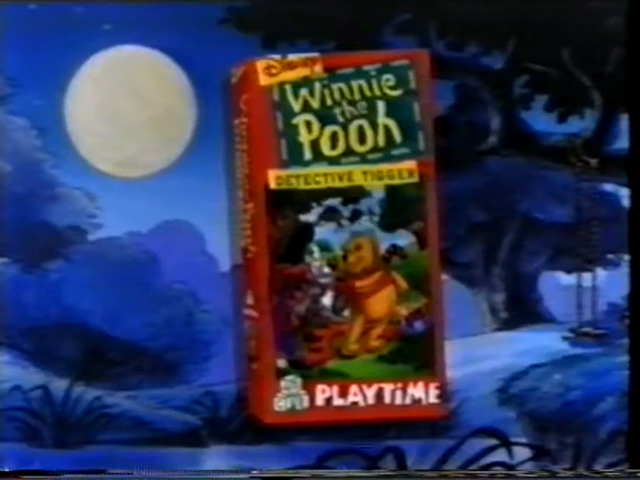 Disney
Winnie
the
Pooh
DETECTIVE TIGGER
PLAYTIME